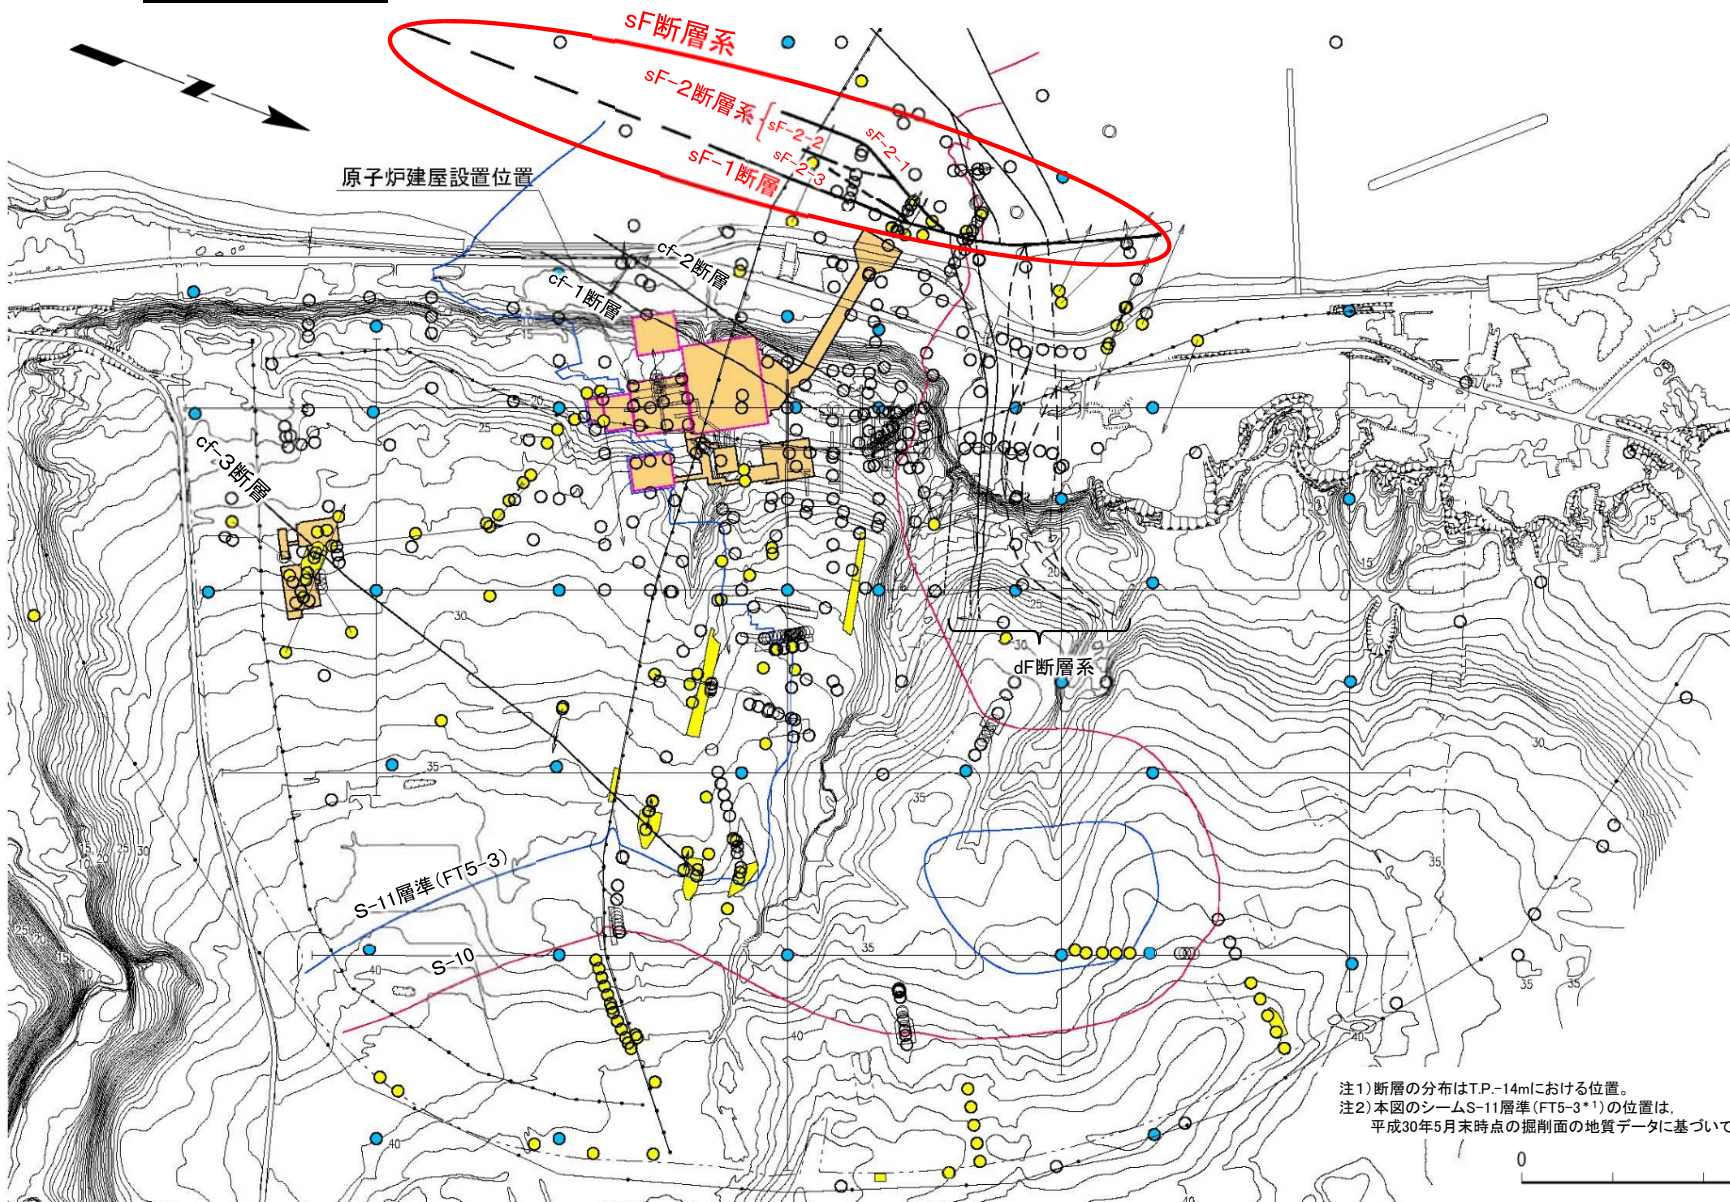 sF断層系
sF-2断層系
sF-2-2
sF-2-1
sF-2-3
sF-1断層
原子炉建屋設置位置
cf-2断層
cf-1断層
cf-3断層
dF断層系
S-11層準(FT5-3)
S-10
20
25
30
35
40
注1)断層の分布はT.P.-14mにおける位置。
注2)本図のシームS-11層準(FT5-3*1)の位置は,
平成30年5月末時点の掘削面の地質データに基づいて
0